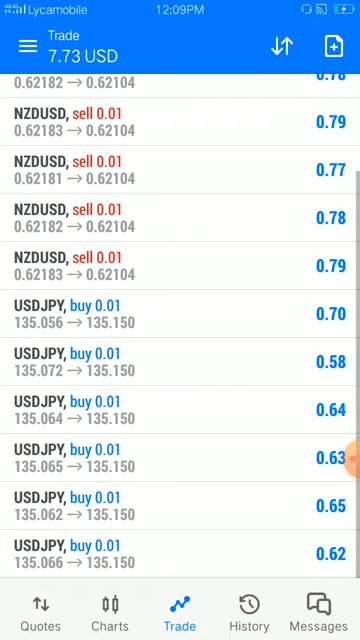 4G 4G Lycamobile 12:09PM
Trade
7.73 USD
0.62182 → 0.62104 0.78
NZDUSD, sell 0.01
0.62183 → 0.62104 0.79
NZDUSD, sell 0.01
0.62181 → 0.62104 0.77
NZDUSD, sell 0.01
0.62182 → 0.62104 0.78
NZDUSD, sell 0.01
0.62183 → 0.62104 0.79
USDJPY, buy 0.01
135.056 → 135.150 0.70
USDJPY, buy 0.01
135.072 → 135.150 0.58
USDJPY, buy 0.01
135.064 → 135.150 0.64
USDJPY, buy 0.01
135.065 → 135.150 0.63
USDJPY, buy 0.01
135.062 → 135.150 0.65
USDJPY, buy 0.01
135.066 → 135.150 0.62
Quotes Charts Trade History Messages